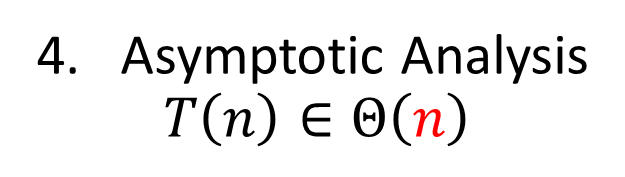 4. Asymptotic Analysis
T(n) ∈ Θ(n)